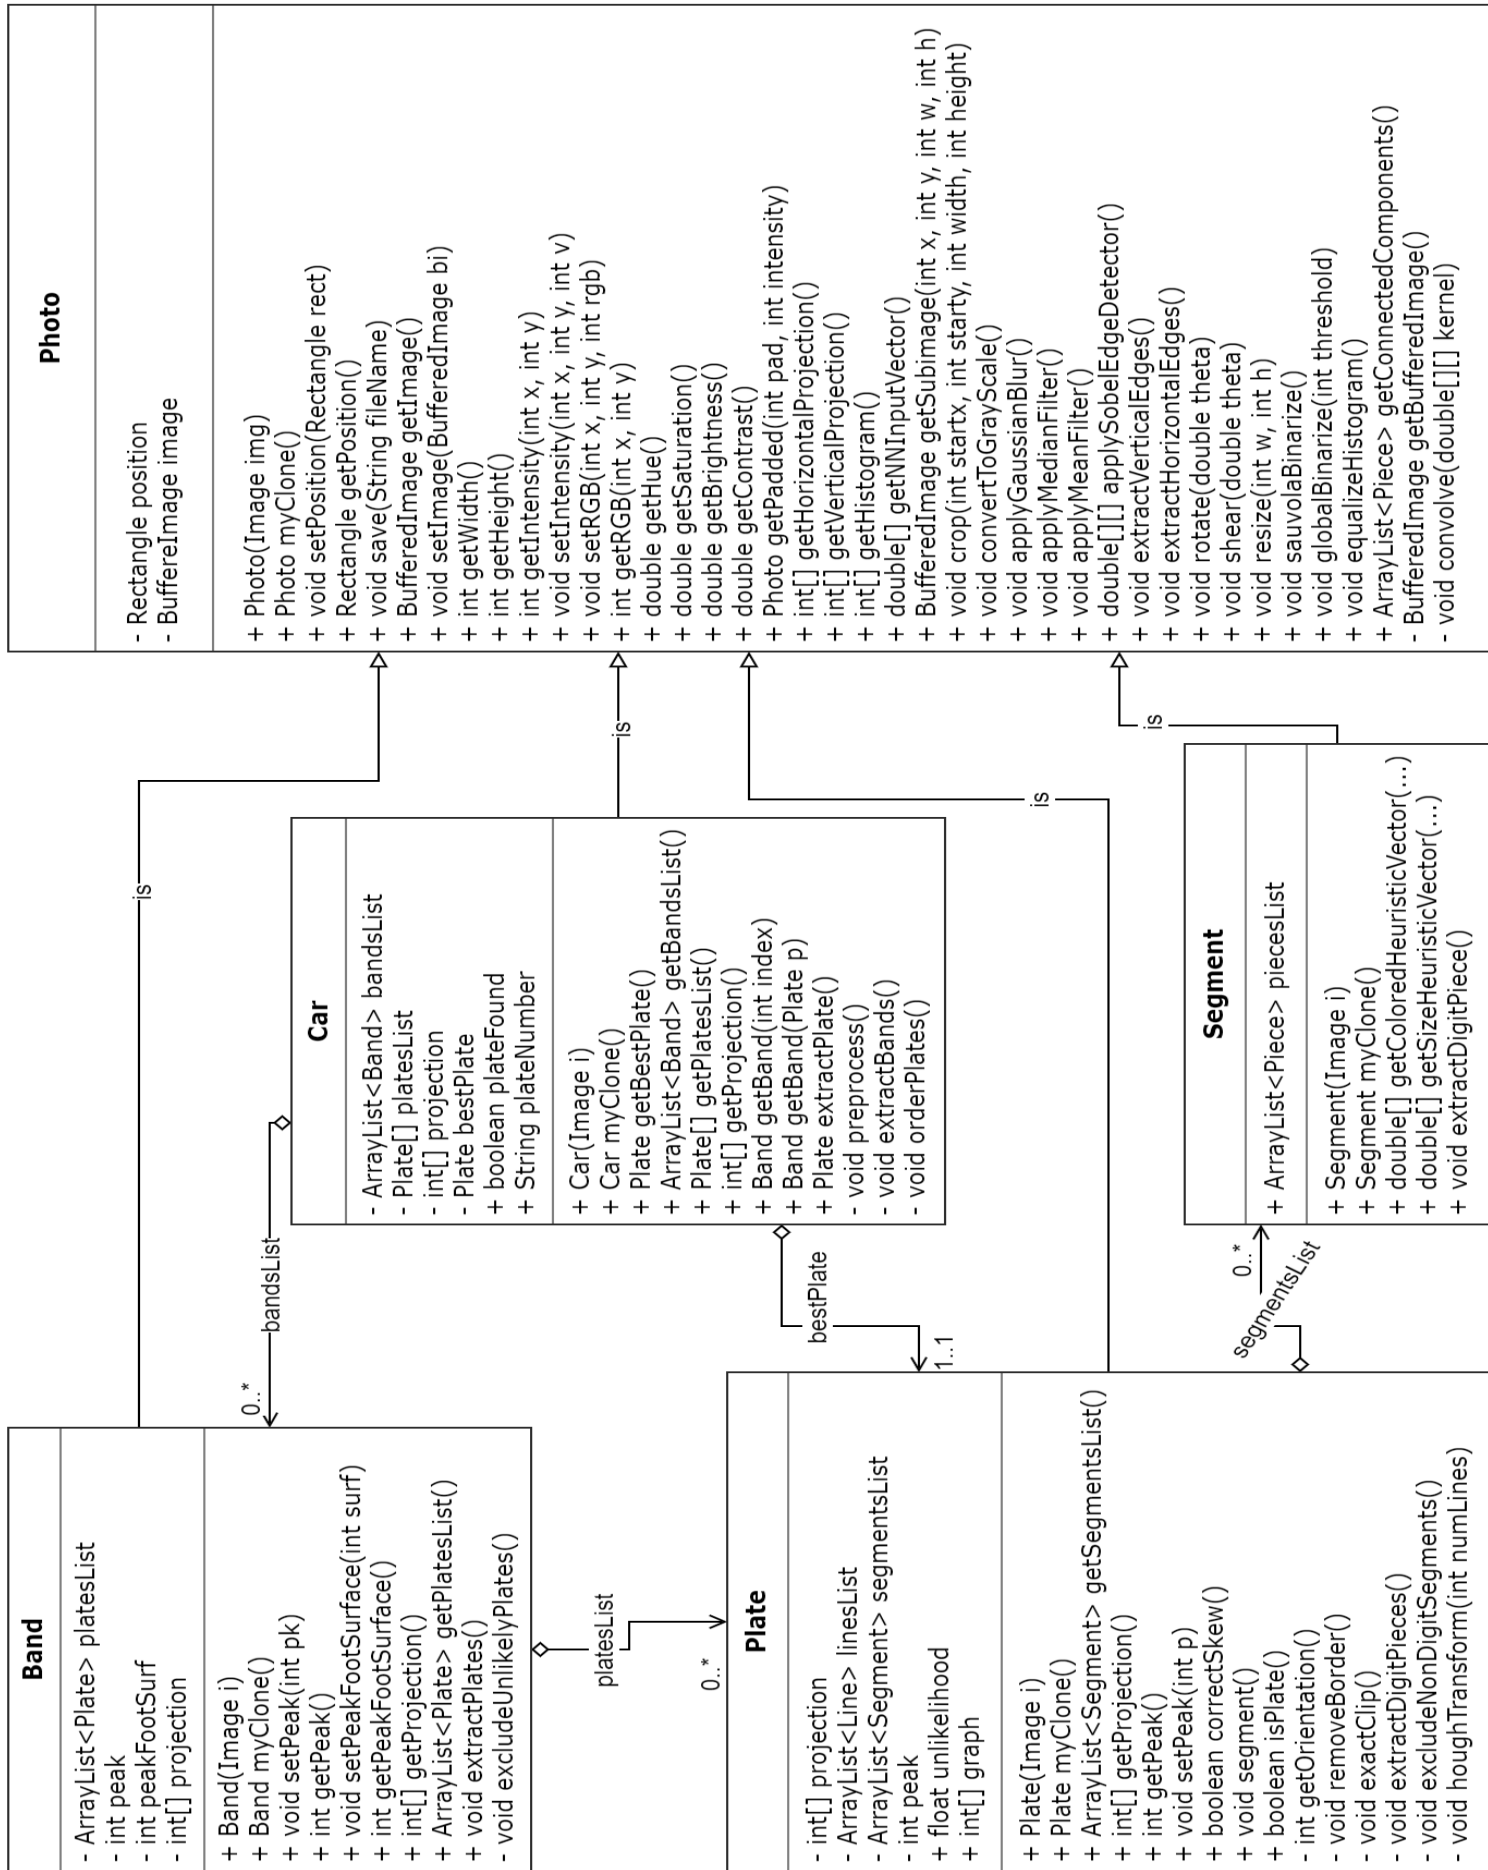 Photo
- Rectangle position
- BuffereImage image
+ Photo(Image img)
+ Photo myClone()
+ void setPosition(Rectangle rect)
+ Rectangle getPosition()
+ void save(String fileName)
+ BufferedImage getImage()
+ void setImage(BufferedImage bi)
+ int getWidth()
+ int getHeight()
+ int getIntensity(int x, int y)
+ void setIntensity(int x, int y, int v)
+ void setRGB(int x, int y, int rgb)
+ int getRGB(int x, int y)
+ double getHue()
+ double getSaturation()
+ double getBrightness()
+ double getContrast()
+ Photo getPadded(int pad, int intensity)
+ int[] getHorizontalProjection()
+ int[] getVerticalProjection()
+ int[] getHistogram()
+ double[] getNNInputVector()
+ BufferedImage getSubimage(int x, int y, int w, int h)
+ void crop(int startx, int starty, int width, int height)
+ void convertToGrayScale()
+ void applyGaussianBlur()
+ void applyMedianFilter()
+ void applyMeanFilter()
+ double[][] applySobelEdgeDetector()
+ void extractVerticalEdges()
+ void extractHorizontalEdges()
+ void rotate(double theta)
+ void shear(double theta)
+ void resize(int w, int h)
+ void sauvolaBinarize()
+ void globalBinarize(int threshold)
+ void equalizeHistogram()
+ ArrayList<Piece> getConnectedComponents()
- BufferedImage getBufferedImage()
- void convolve(double[][] kernel)
is
is
is
is
Car
- ArrayList<Band> bandsList
- Plate[] platesList
- int[] projection
- Plate bestPlate
+ boolean plateFound
+ String plateNumber
+ Car(Image i)
+ Car myClone()
+ Plate getBestPlate()
+ ArrayList<Band> getBandsList()
+ Plate[] getPlatesList()
+ int[] getProjection()
+ Band getBand(int index)
+ Band getBand(Plate p)
+ Plate extractPlate()
- void preprocess()
- void extractBands()
- void orderPlates()
Segment
+ ArrayList<Piece> piecesList
+ Segment(Image i)
+ Segment myClone()
+ double[] getColoredHeuristicVector(...)
+ double[] getSizeHeuristicVector(...)
+ void extractDigitPiece()
bandsList
0..*
bestPlate
1..1
0..*
segmentsList
Band
- ArrayList<Plate> platesList
- int peak
- int peakFootSurf
- int[] projection
+ Band(Image i)
+ Band myClone()
+ void setPeak(int pk)
+ int getPeak()
+ void setPeakFootSurface(int surf)
+ int getPeakFootSurface()
+ int[] getProjection()
+ ArrayList<Plate> getPlatesList()
+ void extractPlates()
- void excludeUnlikelyPlates()
platesList
0..*
Plate
- int[] projection
- ArrayList<Line> linesList
- ArrayList<Segment> segmentsList
- int peak
+ float unlikelihood
+ int[] graph
+ Plate(Image i)
+ Plate myClone()
+ ArrayList<Segment> getSegmentsList()
+ int[] getProjection()
+ int getPeak()
+ void setPeak(int p)
+ boolean correctSkew()
+ void segment()
+ boolean isPlate()
- int getOrientation()
- void removeBorder()
- void exactClip()
- void extractDigitPieces()
- void excludeNonDigitSegments()
- void houghTransform(int numLines)